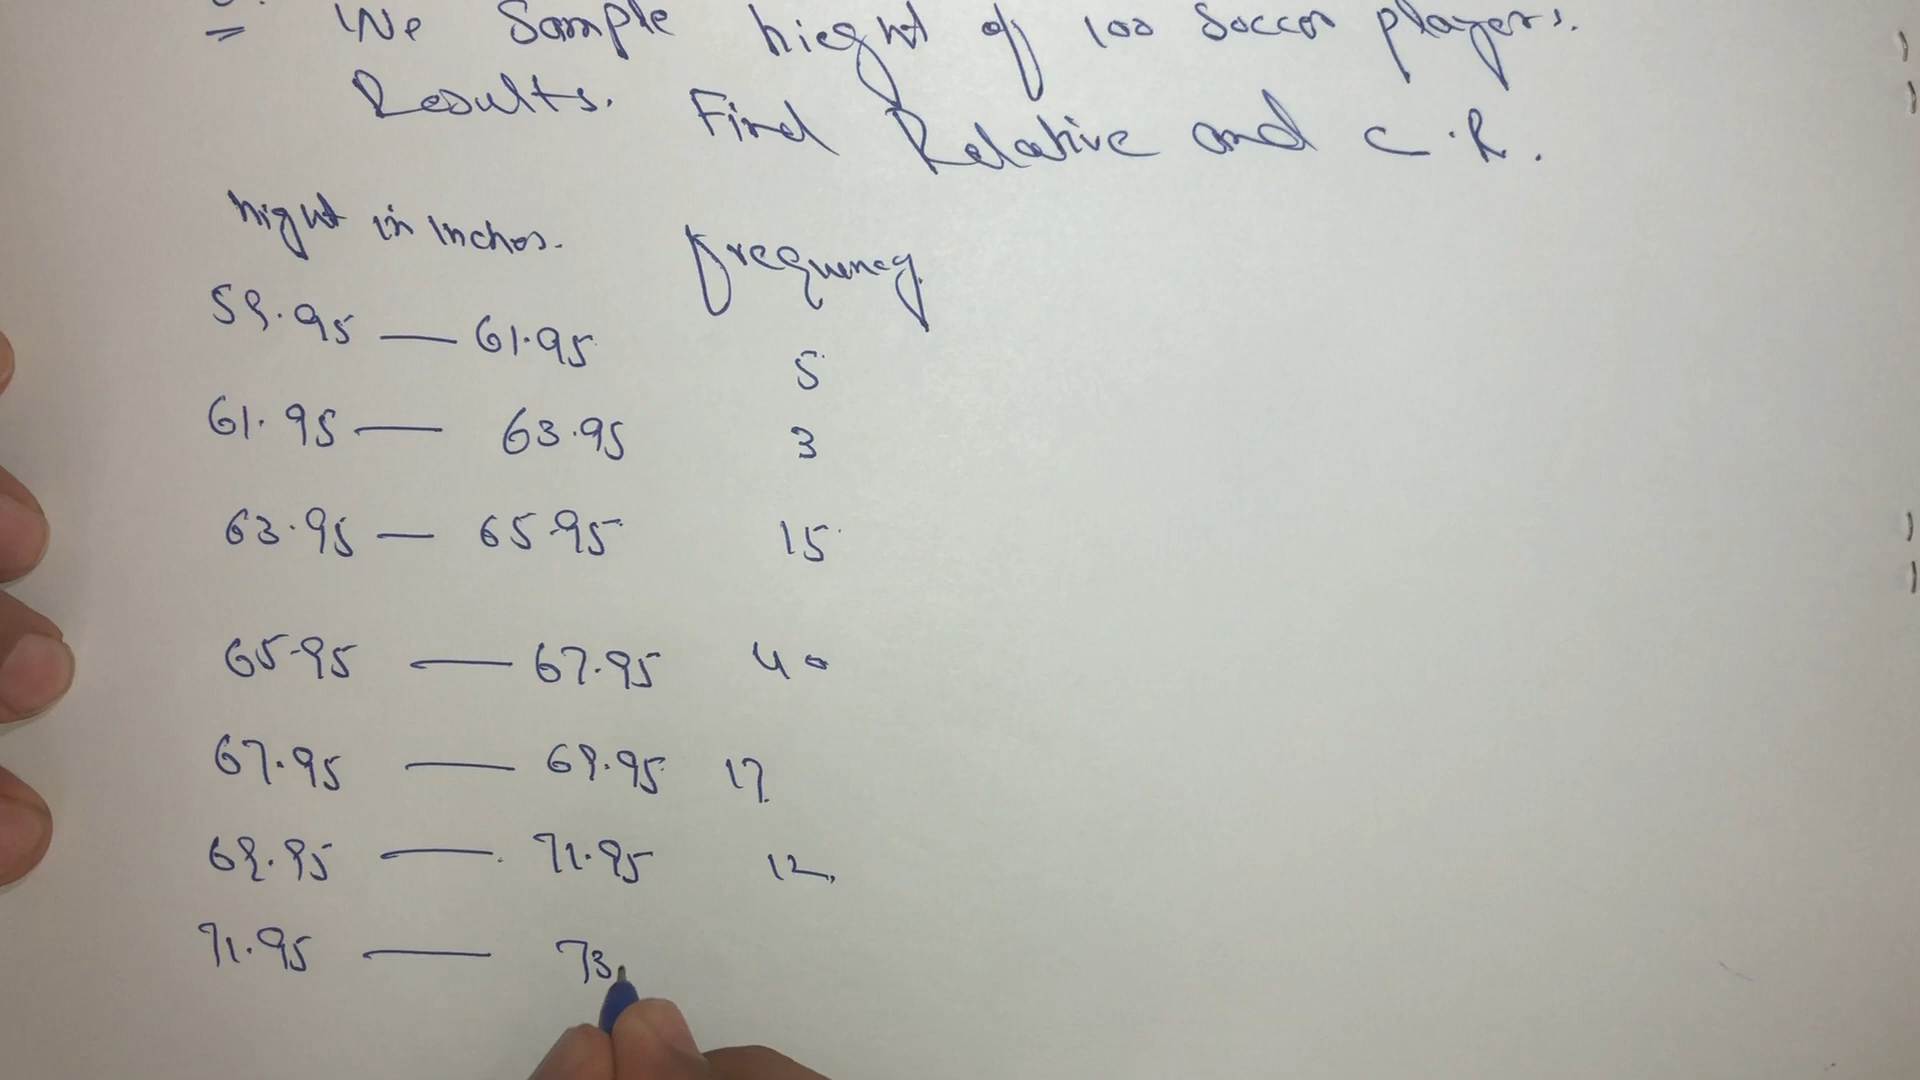 We Sample hieght of 100 Soccer players.
Results. Find Relative and C.R.
hight in inches. frequency
59.95 — 61.95 5
61.95 — 63.95 3
63.95 — 65.95 15
65.95 — 67.95 40
67.95 — 69.95 17
69.95 — 71.95 12
71.95 — 73.